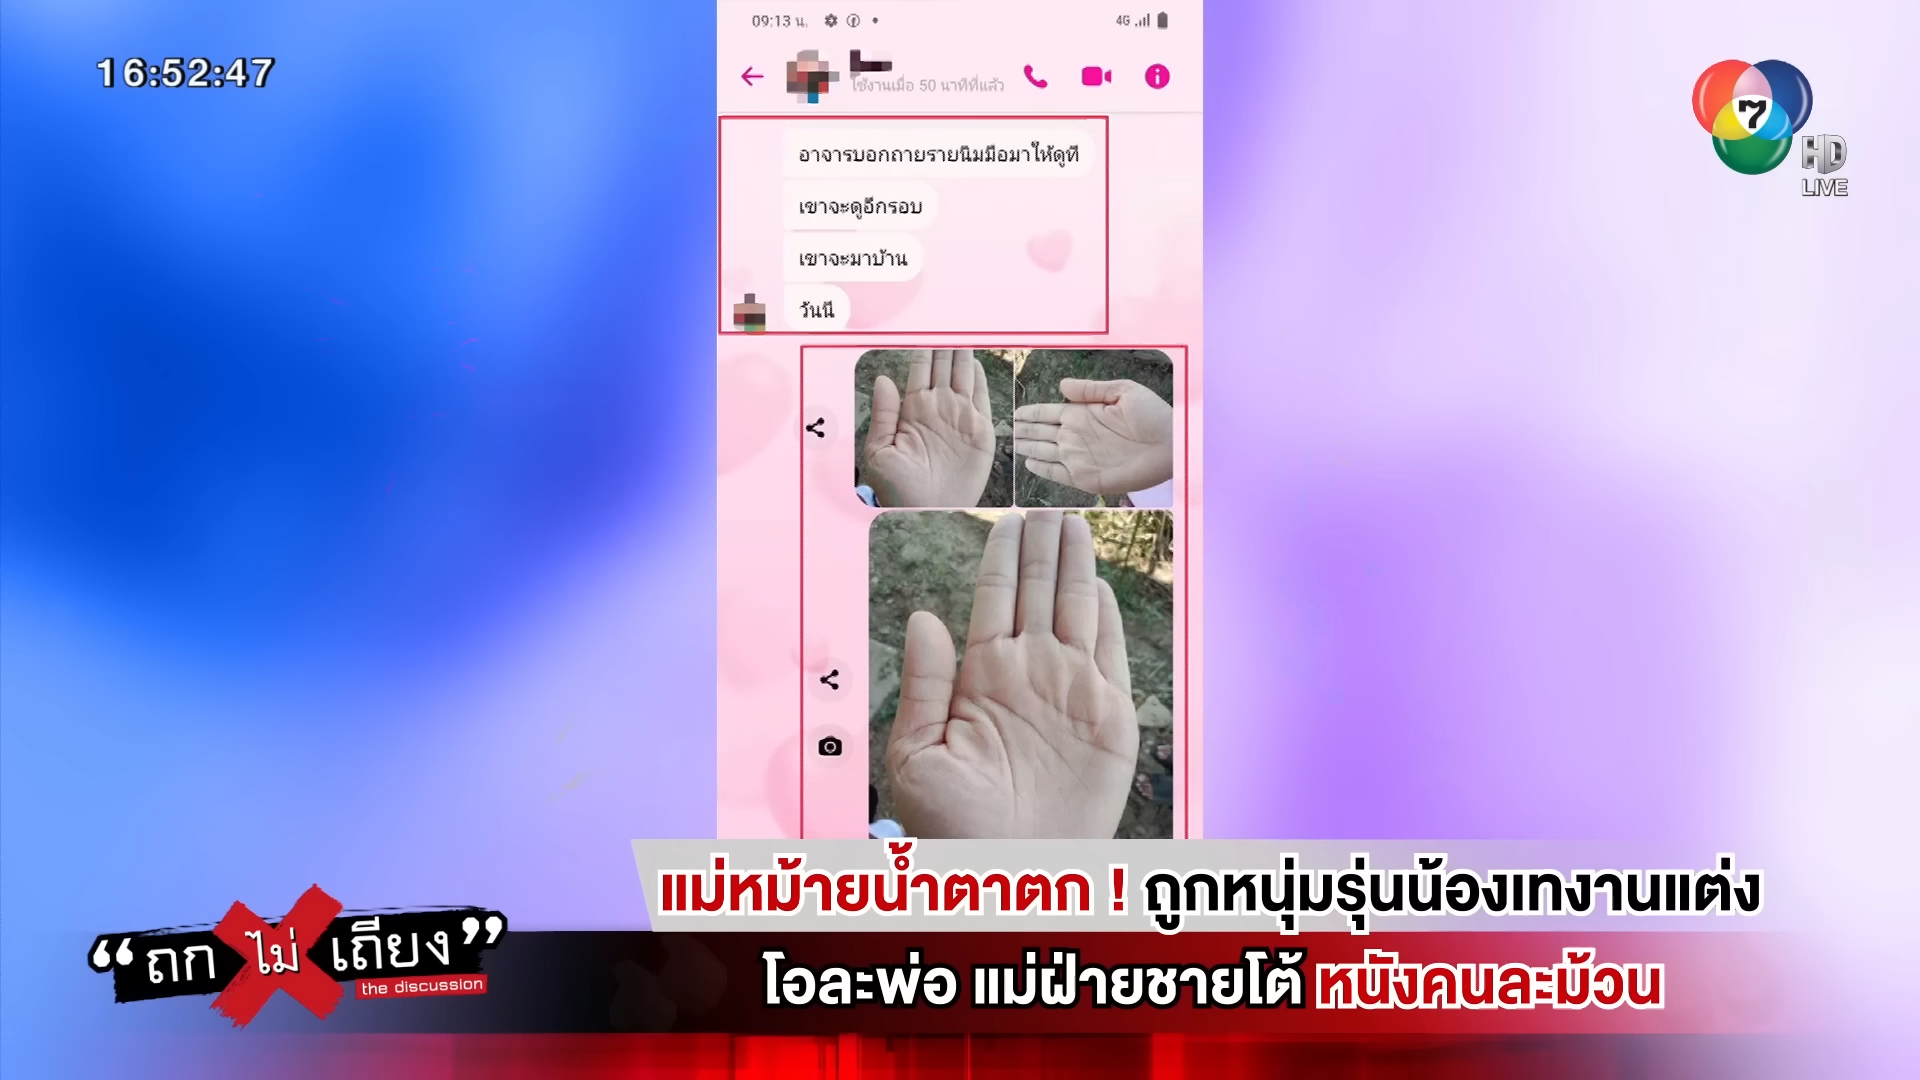 16:52:47
09:13 น.
4G
ใช้งานเมื่อ 50 นาทีที่แล้ว
7
HD
LIVE
อาจารบอกถายรายนิมมือมาให้ดูที
เขาจะดูอีกรอบ
เขาจะมาบ้าน
วันนี
แม่หม้ายน้ำตาตก ! ถูกหนุ่มรุ่นน้องเทงานแต่ง
โอละพ่อ แม่ฝ่ายชายโต้ หนังคนละม้วน
“ถกไม่เถียง”
the discussion